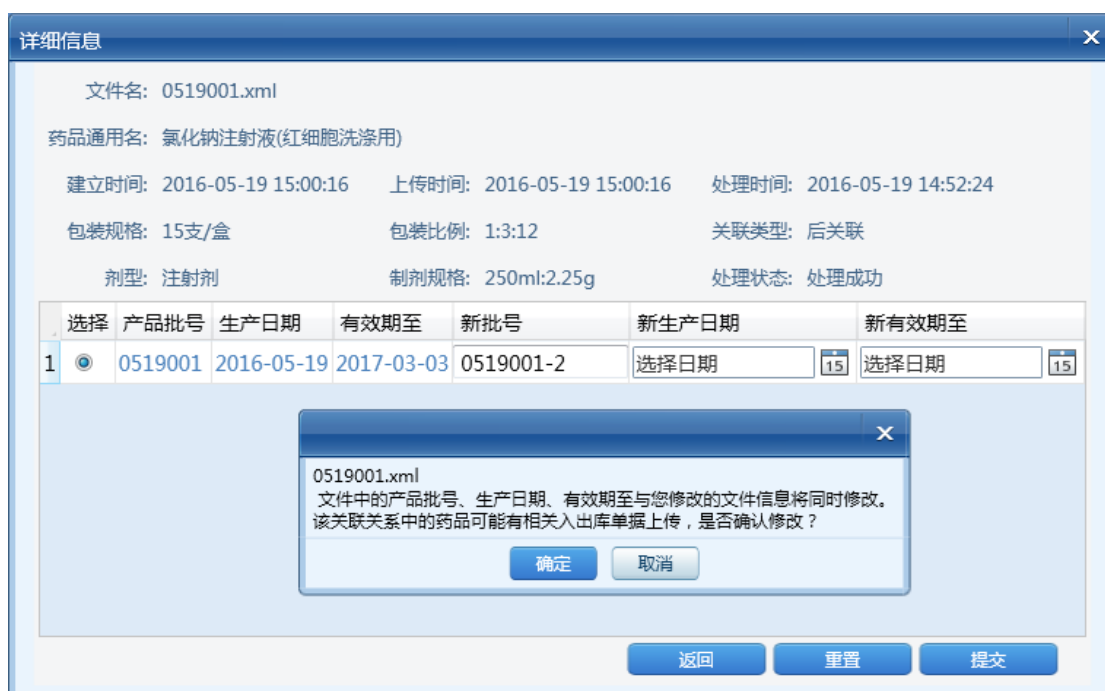 详细信息
文件名: 0519001.xml
药品通用名: 氯化钠注射液(红细胞洗涤用)
建立时间: 2016-05-19 15:00:16 上传时间: 2016-05-19 15:00:16 处理时间: 2016-05-19 14:52:24
包装规格: 15支/盒 包装比例: 1:3:12 关联类型: 后关联
剂型: 注射剂 制剂规格: 250ml:2.25g 处理状态: 处理成功
选择 产品批号 生产日期 有效期至 新批号 新生产日期 新有效期至
1 0519001 2016-05-19 2017-03-03 0519001-2 选择日期 15 选择日期 15
0519001.xml
文件中的产品批号、生产日期、有效期至与您修改的文件信息将同时修改。
该关联关系中的药品可能有相关入出库单据上传，是否确认修改？
确定 取消
返回 重置 提交